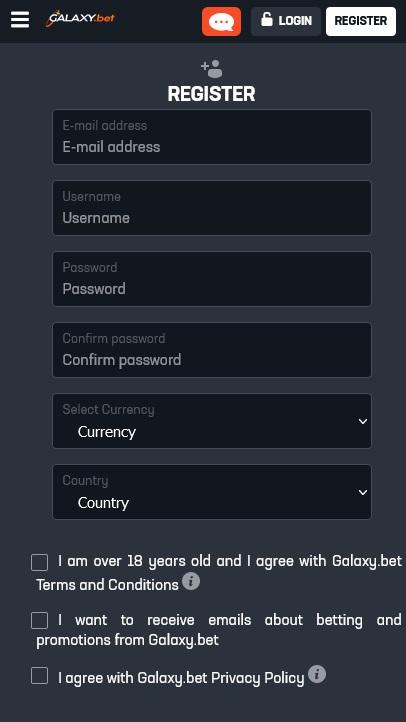 GALAXY.bet
LOGIN
REGISTER
REGISTER
E-mail address
E-mail address
Username
Username
Password
Password
Confirm password
Confirm password
Select Currency
Currency
Country
Country
I am over 18 years old and I agree with Galaxy.bet
Terms and Conditions i
I want to receive emails about betting and
promotions from Galaxy.bet
I agree with Galaxy.bet Privacy Policy i